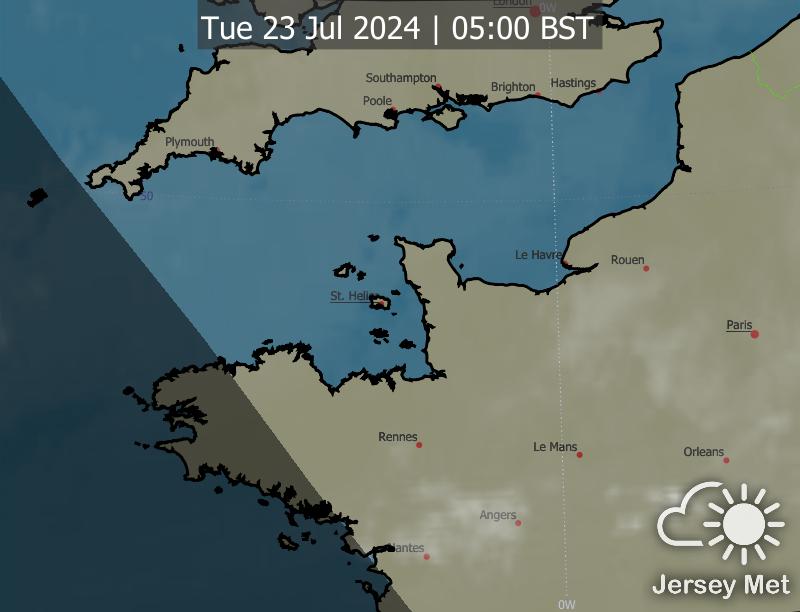 London
0W
Tue 23 Jul 2024 | 05:00 BST
Southampton
Brighton
Hastings
Poole
Plymouth
50
Le Havre
Rouen
St. Helier
Paris
Rennes
Le Mans
Orleans
Angers
Nantes
Jersey Met
0W